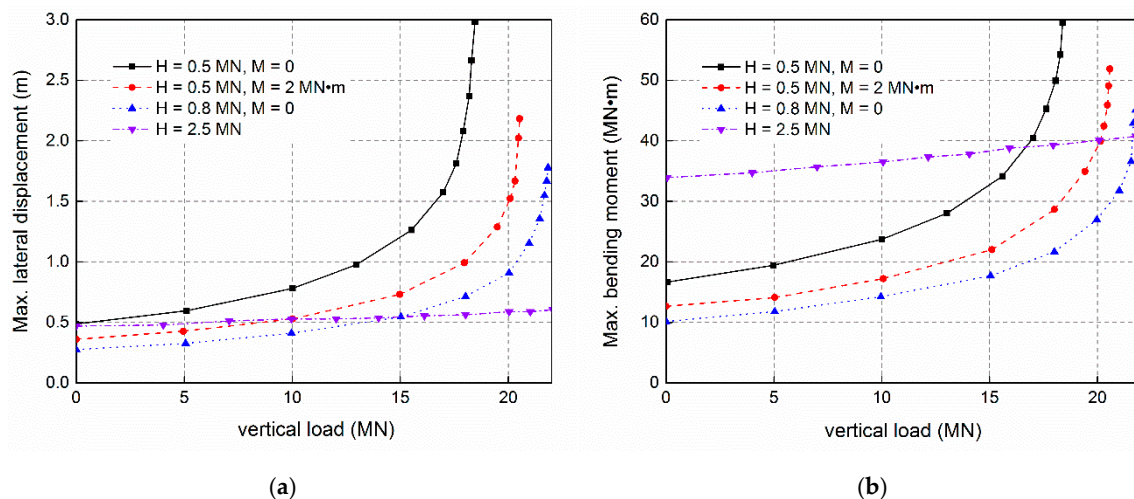 3.0
2.5
2.0
1.5
1.0
0.5
0.0
Max. lateral displacement (m)
H = 0.5 MN, M = 0
H = 0.5 MN, M = 2 MN•m
H = 0.8 MN, M = 0
H = 2.5 MN
0 5 10 15 20
vertical load (MN)
(a)
60
50
40
30
20
10
0
Max. bending moment (MN•m)
H = 0.5 MN, M = 0
H = 0.5 MN, M = 2 MN•m
H = 0.8 MN, M = 0
H = 2.5 MN
0 5 10 15 20
vertical load (MN)
(b)